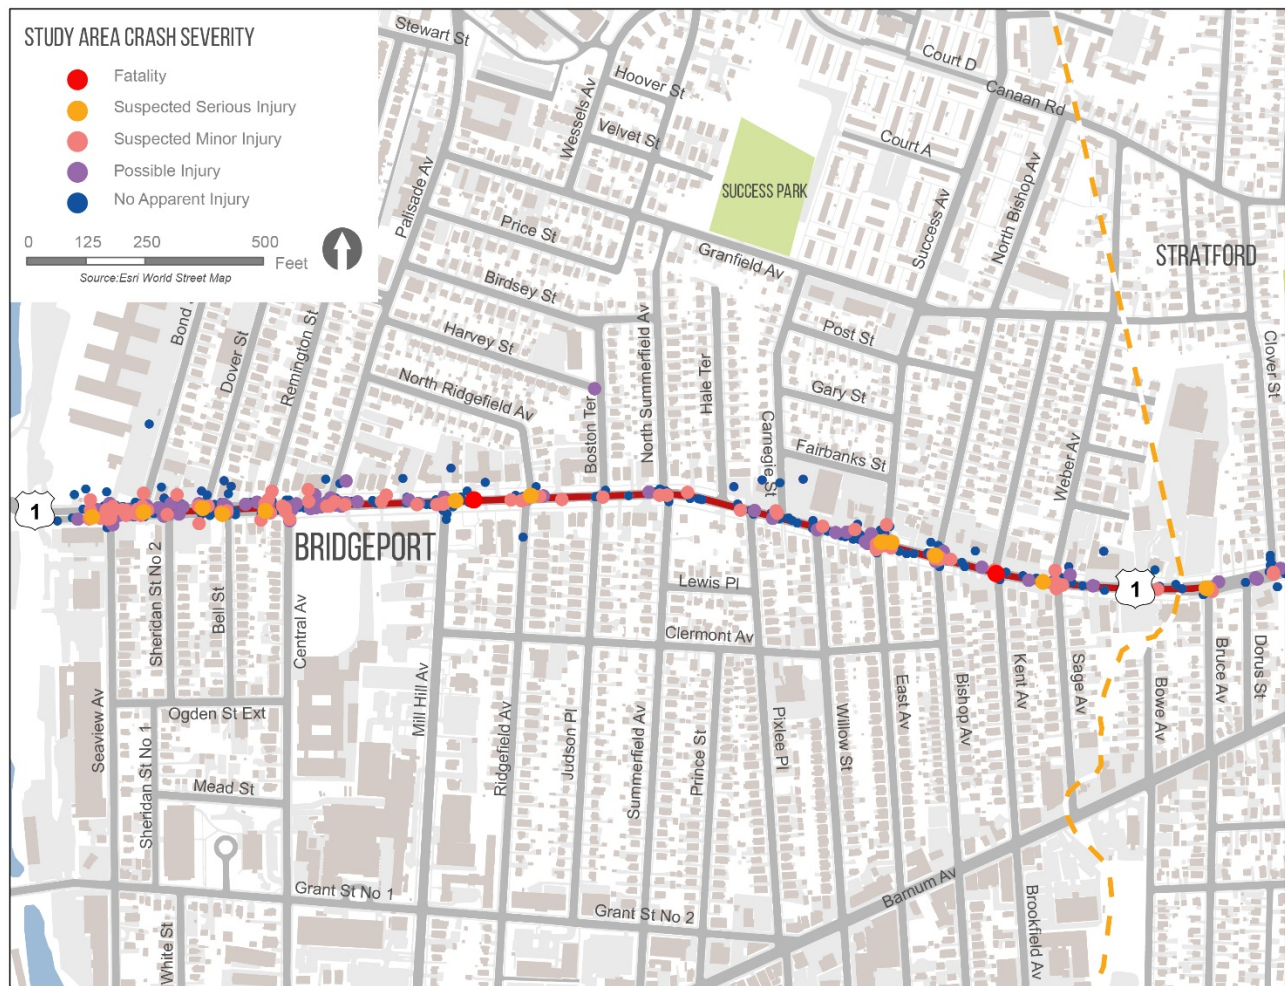 STUDY AREA CRASH SEVERITY
Fatality
Suspected Serious Injury
Suspected Minor Injury
Possible Injury
No Apparent Injury
0 125 250 500
Feet
Source:Esri World Street Map
Stewart St
Hoover St
Wessels Av
Velvet St
Court D
Canaan Rd
Court A
SUCCESS PARK
Palisade Av
Price St
Granfield Av
Success Av
North Bishop Av
STRATFORD
Birdsey St
Bond
Dover St
Remington St
Harvey St
North Ridgefield Av
Boston Ter
North Summerfield Av
Hale Ter
Post St
Gary St
Carnegie St
Fairbanks St
Weber Av
Clover St
1
BRIDGEPORT
1
Sheridan St No 2
Bell St
Central Av
Lewis Pl
Clermont Av
Seaview Av
Ogden St Ext
Mill Hill Av
Ridgefield Av
Judson Pl
Summerfield Av
Prince St
Pixlee Pl
Willow St
East Av
Bishop Av
Kent Av
Sage Av
Bowe Av
Bruce Av
Dorus St
Sheridan St No 1
Mead St
Grant St No 1
Grant St No 2
Barnum Av
Brookfield Av
White St